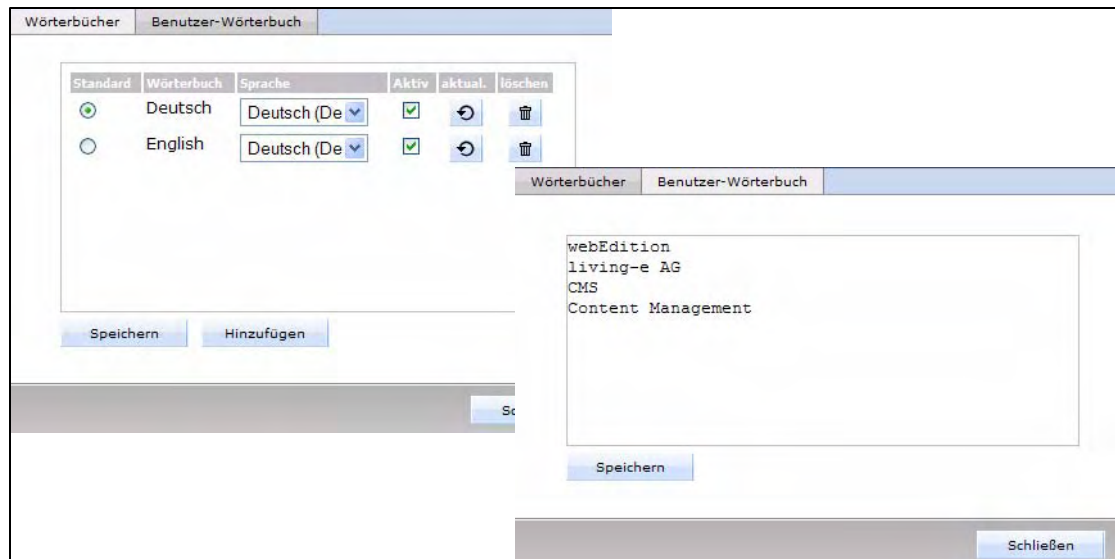 Wörterbücher Benutzer-Wörterbuch
Standard Wörterbuch Sprache Aktiv aktual. löschen
Deutsch Deutsch (De
English Deutsch (De
Speichern Hinzufügen
Wörterbücher Benutzer-Wörterbuch
webEdition
living-e AG
CMS
Content Management
Speichern
Schließen